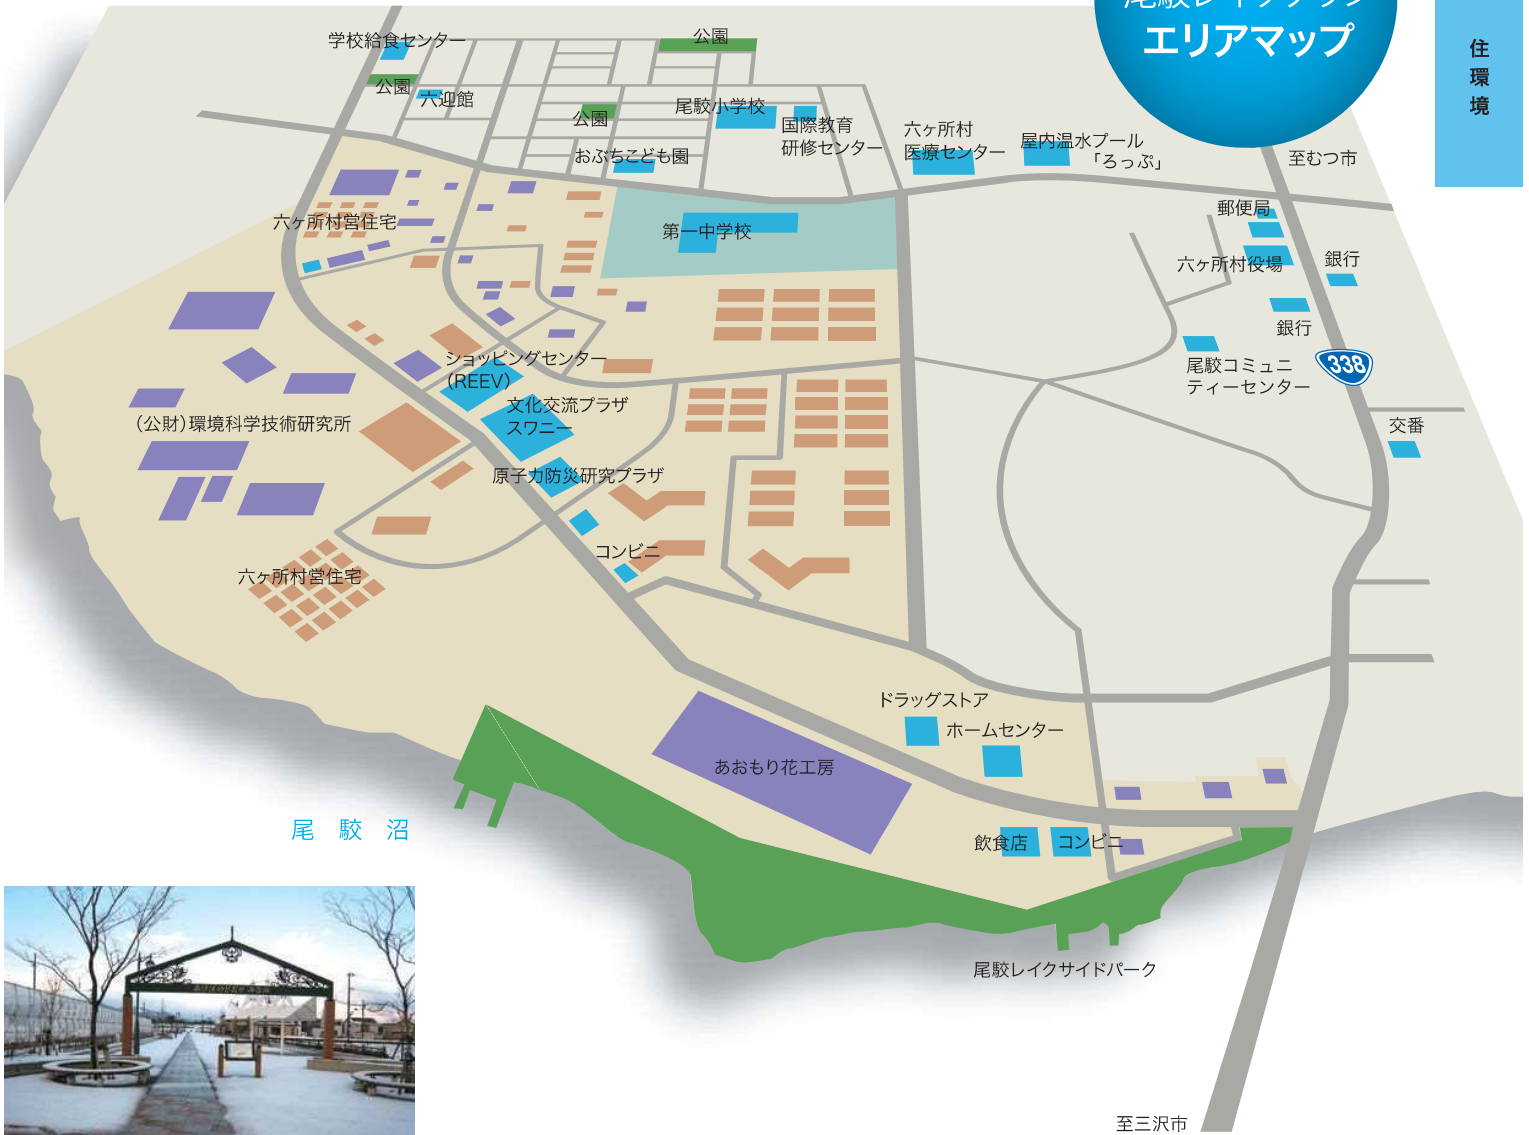 尾駮レイクタウン
エリアマップ
住環境
学校給食センター
公園
公園
六迎館
公園
尾駮小学校
国際教育
研修センター
六ヶ所村
医療センター
屋内温水プール
「ろっぷ」
至むつ市
おぶちこども園
郵便局
六ヶ所村営住宅
第一中学校
六ヶ所村役場
銀行
銀行
338
ショッピングセンター
(REEV)
尾駮コミュニ
ティーセンター
文化交流プラザ
スワニー
(公財)環境科学技術研究所
交番
原子力防災研究プラザ
コンビニ
六ヶ所村営住宅
ドラッグストア
ホームセンター
あおもり花工房
尾駮沼
飲食店
コンビニ
尾駮レイクサイドパーク
至三沢市